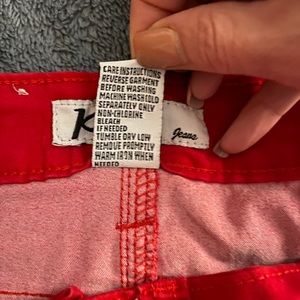 CARE INSTRUCTIONS
REVERSE GARMENT
BEFORE WASHING
MACHINE WASH COLD
SEPARATELY ONLY
NON-CHLORINE
BLEACH
IF NEEDED
TUMBLE DRY LOW
REMOVE PROMPTLY
WARM IRON WHEN
NEEDED
Jeans